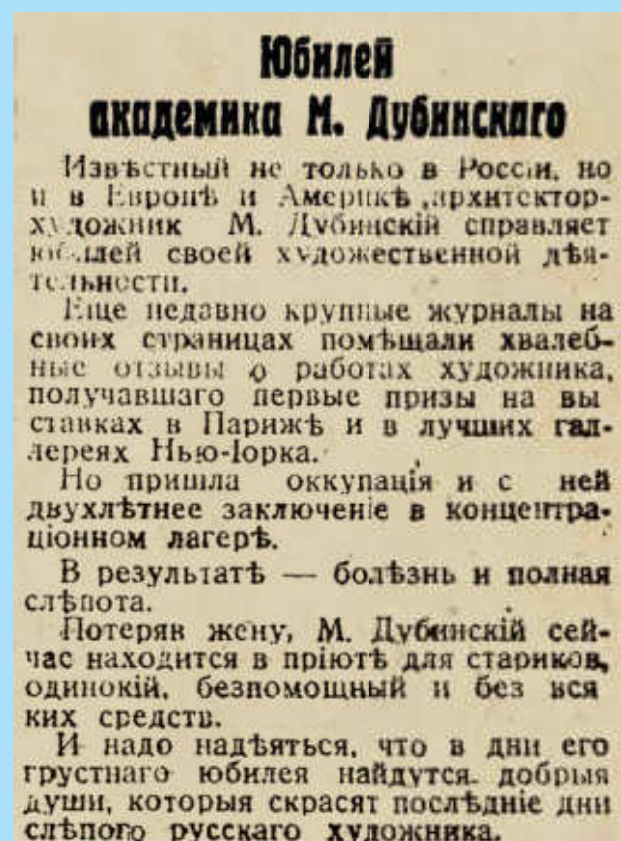 Юбилей
академика М. Дубинскаго
Извѣстный не только в Россіи, но
и в Европѣ и Америкѣ ,архитектор-
художник М. Дубинскій справляет
юбилей своей художественной дѣя-
тельности.
Еще недавно крупные журналы на
своих страницах помѣщали хвалеб-
ные отзывы о работах художника,
получавшаго первые призы на вы
ставках в Парижѣ и в лучших гал-
лереях Нью-Іорка.
Но пришла оккупація и с ней
двухлѣтнее заключеніе в концентра-
ціонном лагерѣ.
В результатѣ — болѣзнь и полная
слѣпота.
Потеряв жену, М. Дубинскій сей-
час находится в пріютѣ для стариков,
одинокій, безпомощный и без вся
ких средств.
И надо надѣяться, что в дни его
грустнаго юбилея найдутся добрыя
души, которыя скрасят послѣдніе дни
слѣпого русскаго художника.